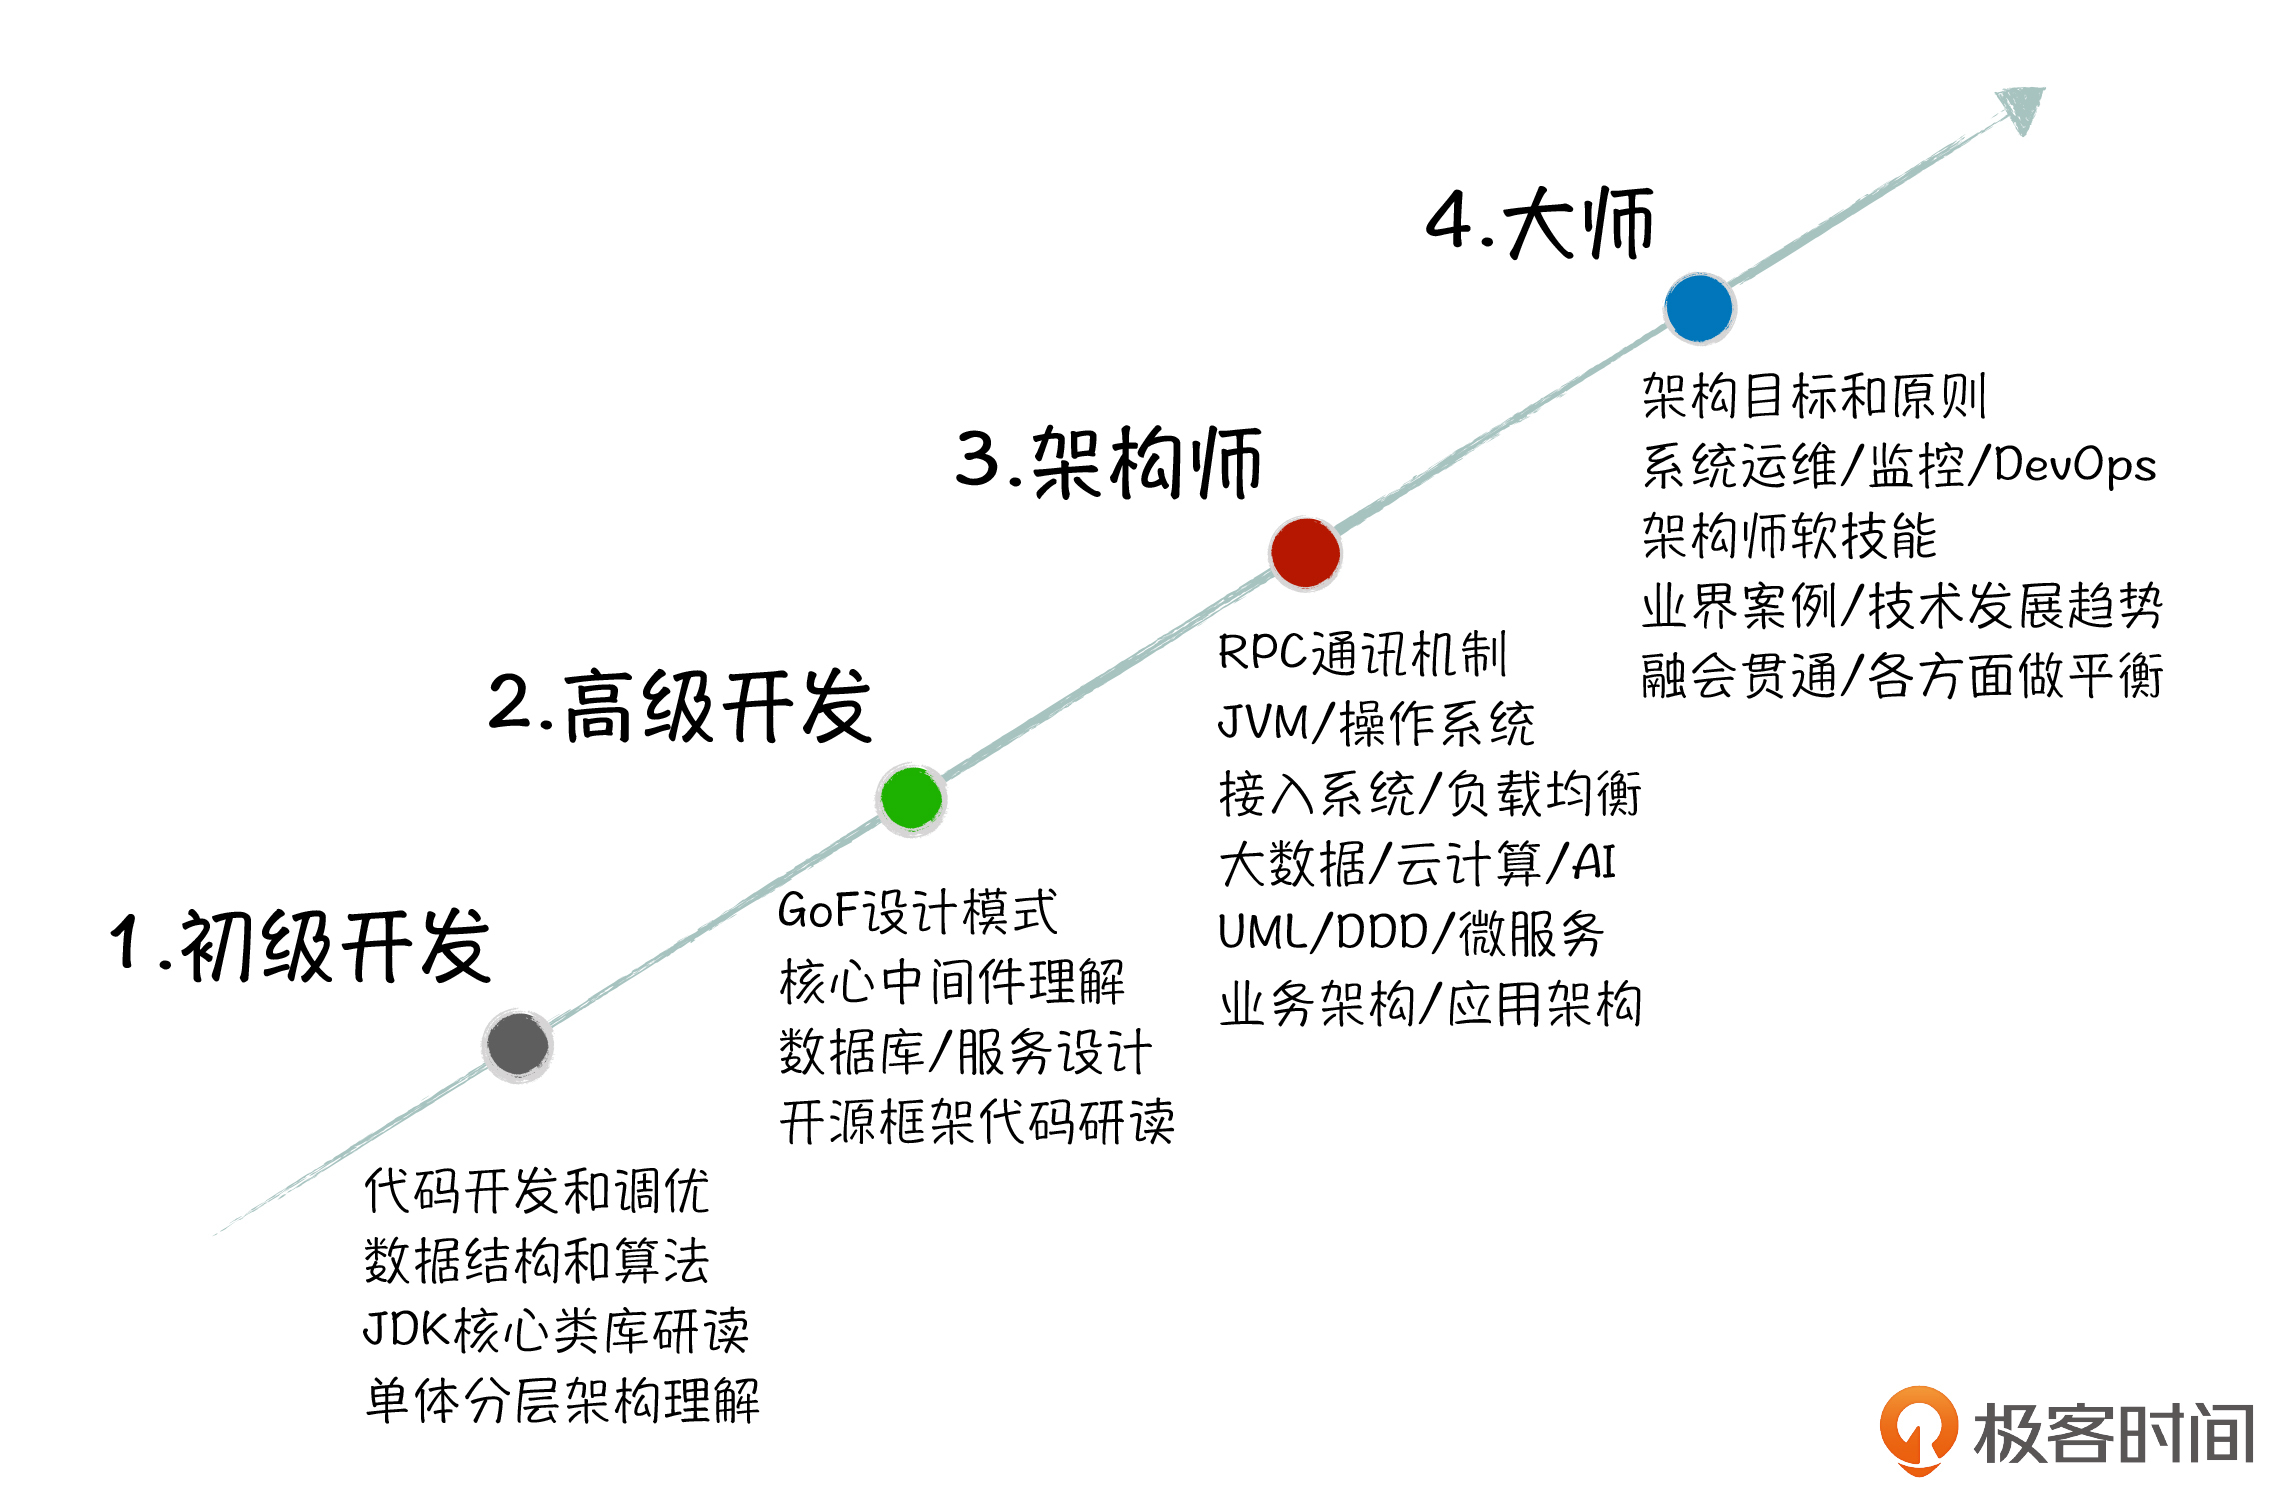 1.初级开发
代码开发和调优
数据结构和算法
JDK核心类库研读
单体分层架构理解
2.高级开发
GoF设计模式
核心中间件理解
数据库/服务设计
开源框架代码研读
3.架构师
RPC通讯机制
JVM/操作系统
接入系统/负载均衡
大数据/云计算/AI
UML/DDD/微服务
业务架构/应用架构
4.大师
架构目标和原则
系统运维/监控/DevOps
架构师软技能
业界案例/技术发展趋势
融会贯通/各方面做平衡
极客时间